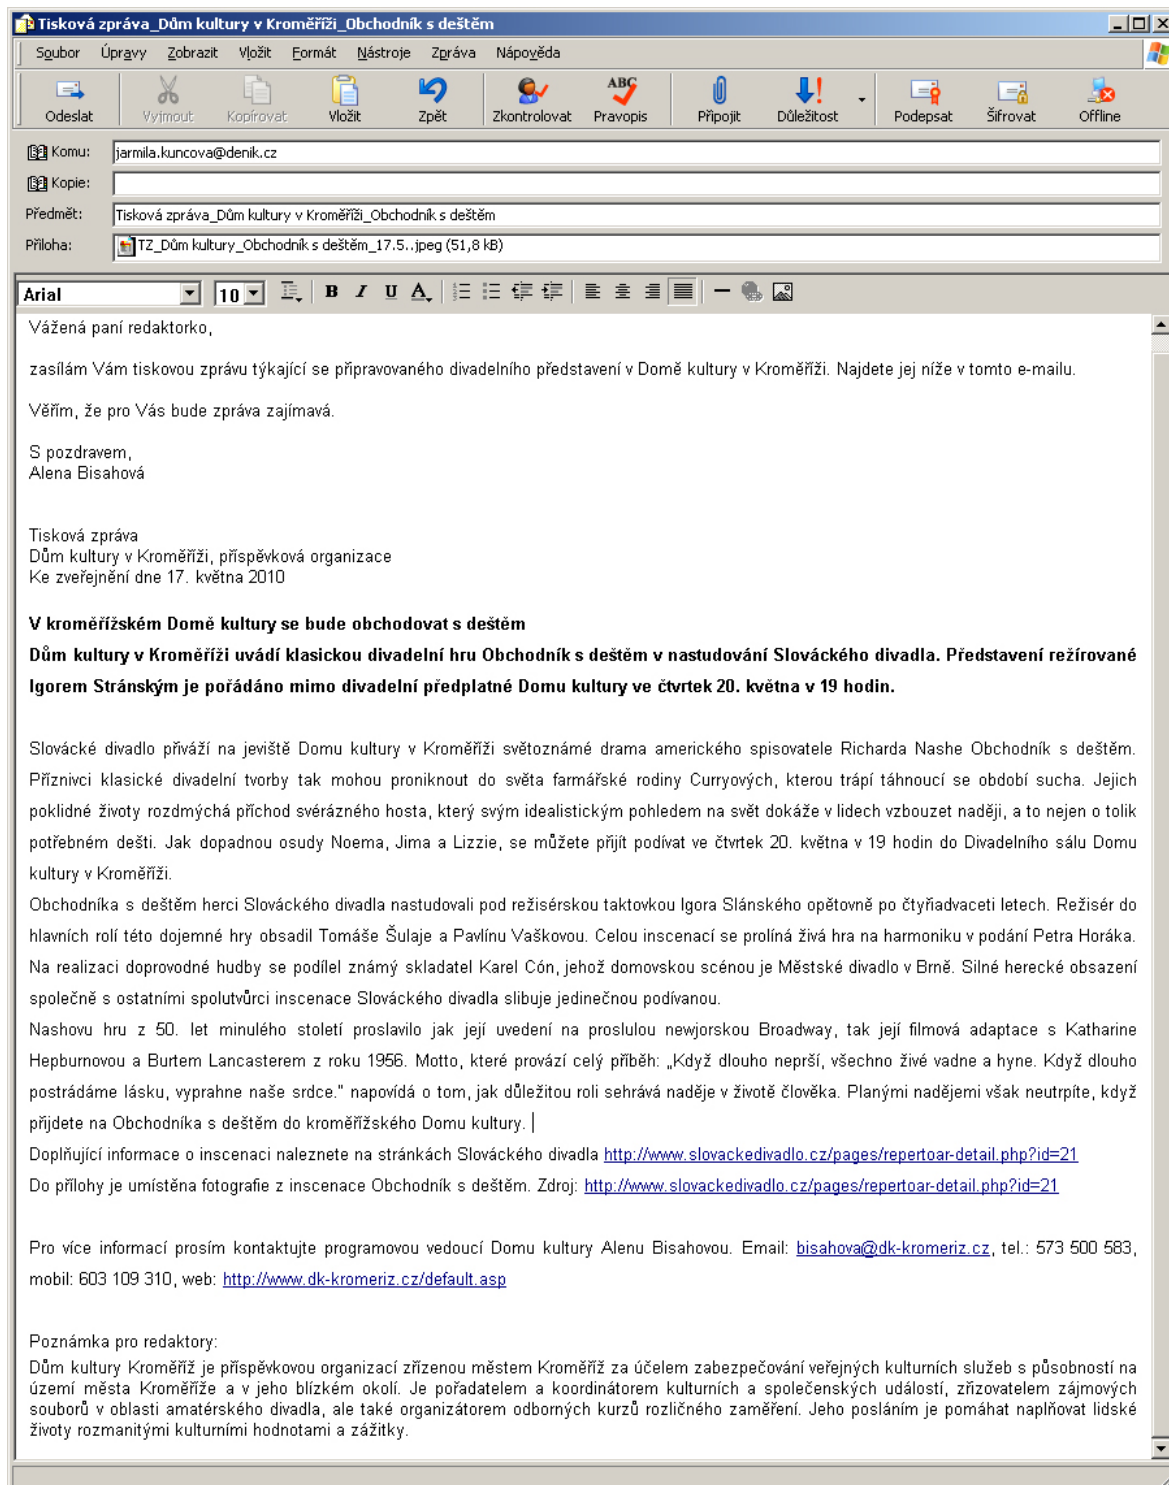 Tisková zpráva_Dům kultury v Kroměříži_Obchodník s deštěm
Soubor Úpravy Zobrazit Vložit Formát Nástroje Zpráva Nápověda
Odeslat Vyjmout Kopírovat Vložit Zpět Zkontrolovat Pravopis Připojit Důležitost Podepsat Šifrovat Offline
Komu: jarmila.kuncova@denik.cz
Kopie:
Předmět: Tisková zpráva_Dům kultury v Kroměříži_Obchodník s deštěm
Příloha: TZ_Dům kultury_Obchodník s deštěm_17.5..jpeg (51,8 kB)
Arial 10 B I U A
Vážená paní redaktorko,
zasílám Vám tiskovou zprávu týkající se připravovaného divadelního představení v Domě kultury v Kroměříži. Najdete jej níže v tomto e-mailu.
Věřím, že pro Vás bude zpráva zajímavá.
S pozdravem,
Alena Bisahová
Tisková zpráva
Dům kultury v Kroměříži, příspěvková organizace
Ke zveřejnění dne 17. května 2010
V kroměřížském Domě kultury se bude obchodovat s deštěm
Dům kultury v Kroměříži uvádí klasickou divadelní hru Obchodník s deštěm v nastudování Slováckého divadla. Představení režírované
Igorem Stránským je pořádáno mimo divadelní předplatné Domu kultury ve čtvrtek 20. května v 19 hodin.
Slovácké divadlo přiváží na jeviště Domu kultury v Kroměříži světoznámé drama amerického spisovatele Richarda Nashe Obchodník s deštěm.
Příznivci klasické divadelní tvorby tak mohou proniknout do světa farmářské rodiny Curryových, kterou trápí táhnoucí se období sucha. Jejich
poklidné životy rozdmýchá příchod svérázného hosta, který svým idealistickým pohledem na svět dokáže v lidech vzbouzet naději, a to nejen o tolik
potřebném dešti. Jak dopadnou osudy Noema, Jima a Lizzie, se můžete přijít podívat ve čtvrtek 20. května v 19 hodin do Divadelního sálu Domu
kultury v Kroměříži.
Obchodníka s deštěm herci Slováckého divadla nastudovali pod režisérskou taktovkou Igora Slánského opětovně po čtyřiadvaceti letech. Režisér do
hlavních rolí této dojemné hry obsadil Tomáše Šulaje a Pavlínu Vaškovou. Celou inscenací se prolíná živá hra na harmoniku v podání Petra Horáka.
Na realizaci doprovodné hudby se podílel známý skladatel Karel Cón, jehož domovskou scénou je Městské divadlo v Brně. Silné herecké obsazení
společně s ostatními spolutvůrci inscenace Slováckého divadla slibuje jedinečnou podívanou.
Nashovu hru z 50. let minulého století proslavilo jak její uvedení na proslulou newjorskou Broadway, tak její filmová adaptace s Katharine
Hepburnovou a Burtem Lancasterem z roku 1956. Motto, které provází celý příběh: „Když dlouho neprší, všechno živé vadne a hyne. Když dlouho
postrádáme lásku, vyprahne naše srdce." napovídá o tom, jak důležitou roli sehrává naděje v životě člověka. Planými nadějemi však neutrpíte, když
přijdete na Obchodníka s deštěm do kroměřížského Domu kultury.
Doplňující informace o inscenaci naleznete na stránkách Slováckého divadla http://www.slovackedivadlo.cz/pages/repertoar-detail.php?id=21
Do přílohy je umístěna fotografie z inscenace Obchodník s deštěm. Zdroj: http://www.slovackedivadlo.cz/pages/repertoar-detail.php?id=21
Pro více informací prosím kontaktujte programovou vedoucí Domu kultury Alenu Bisahovou. Email: bisahova@dk-kromeriz.cz, tel.: 573 500 583,
mobil: 603 109 310, web: http://www.dk-kromeriz.cz/default.asp
Poznámka pro redaktory:
Dům kultury Kroměříž je příspěvkovou organizací zřízenou městem Kroměříž za účelem zabezpečování veřejných kulturních služeb s působností na
území města Kroměříže a v jeho blízkém okolí. Je pořadatelem a koordinátorem kulturních a společenských událostí, zřizovatelem zájmových
souborů v oblasti amatérského divadla, ale také organizátorem odborných kurzů rozličného zaměření. Jeho posláním je pomáhat naplňovat lidské
životy rozmanitými kulturními hodnotami a zážitky.